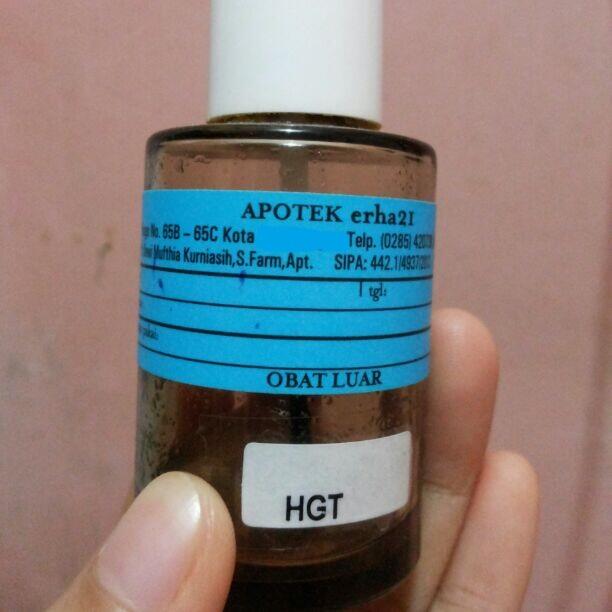 APOTEK erha21
No. 65B - 65C Kota Telp. (0285)
Mufthia Kurniasih,S.Farm,Apt. SIPA: 442.1/4937/
tgl:
OBAT LUAR
HGT